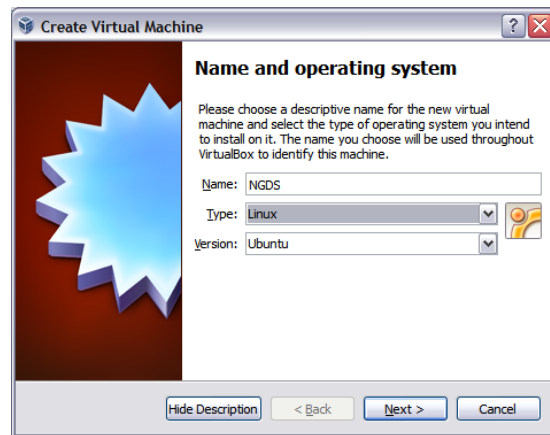 Create Virtual Machine
Name and operating system
Please choose a descriptive name for the new virtual
machine and select the type of operating system you intend
to install on it. The name you choose will be used throughout
VirtualBox to identify this machine.
Name: NGDS
Type: Linux
Version: Ubuntu
Hide Description < Back Next > Cancel